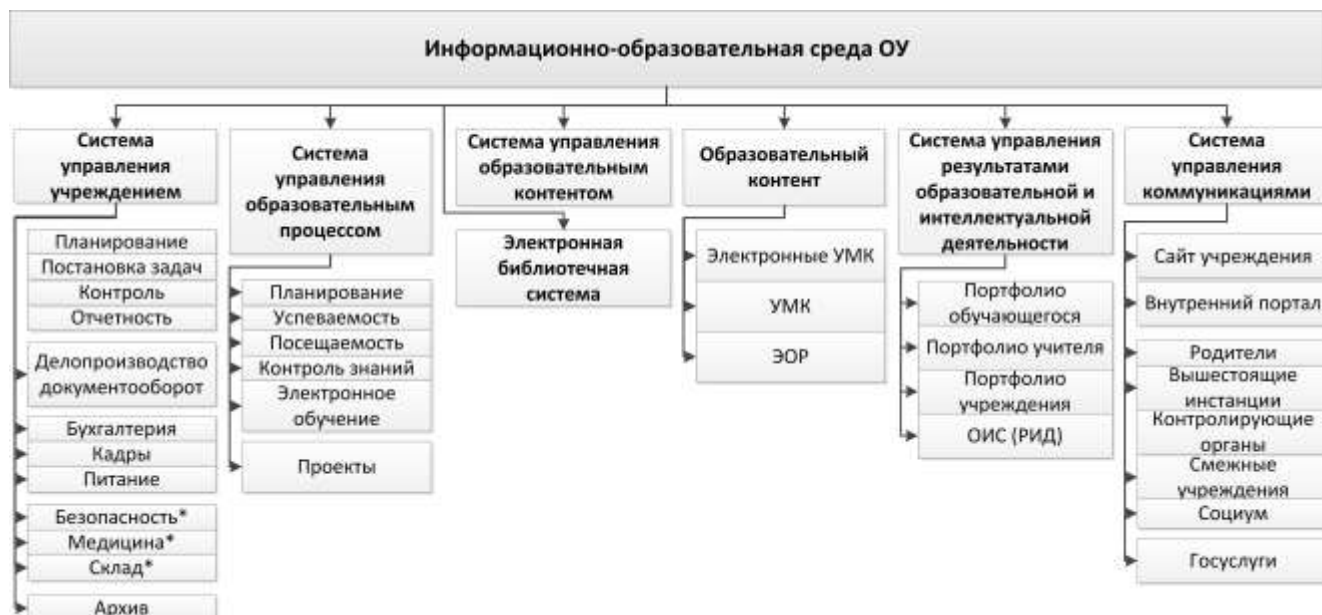 Информационно-образовательная среда ОУ
Система
управления
учреждением
Планирование
Постановка задач
Контроль
Отчетность
Делопроизводство
документооборот
Бухгалтерия
Кадры
Питание
Безопасность*
Медицина*
Склад*
Архив
Система
управления
образовательным
процессом
Планирование
Успеваемость
Посещаемость
Контроль знаний
Электронное
обучение
Проекты
Система управления
образовательным
контентом
Электронная
библиотечная
система
Образовательный
контент
Электронные УМК
УМК
ЭОР
Система управления
результатами
образовательной и
интеллектуальной
деятельности
Портфолио
обучающегося
Портфолио учителя
Портфолио
учреждения
ОИС (РИД)
Система
управления
коммуникациями
Сайт учреждения
Внутренний портал
Родители
Вышестоящие
инстанции
Контролирующие
органы
Смежные
учреждения
Социум
Госуслуги